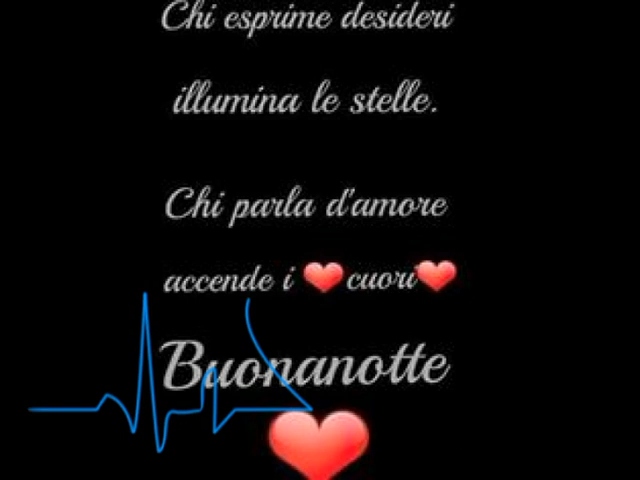 Chi esprime desideri
illumina le stelle.
Chi parla d'amore
accende i ❤ cuori❤
Buonanotte